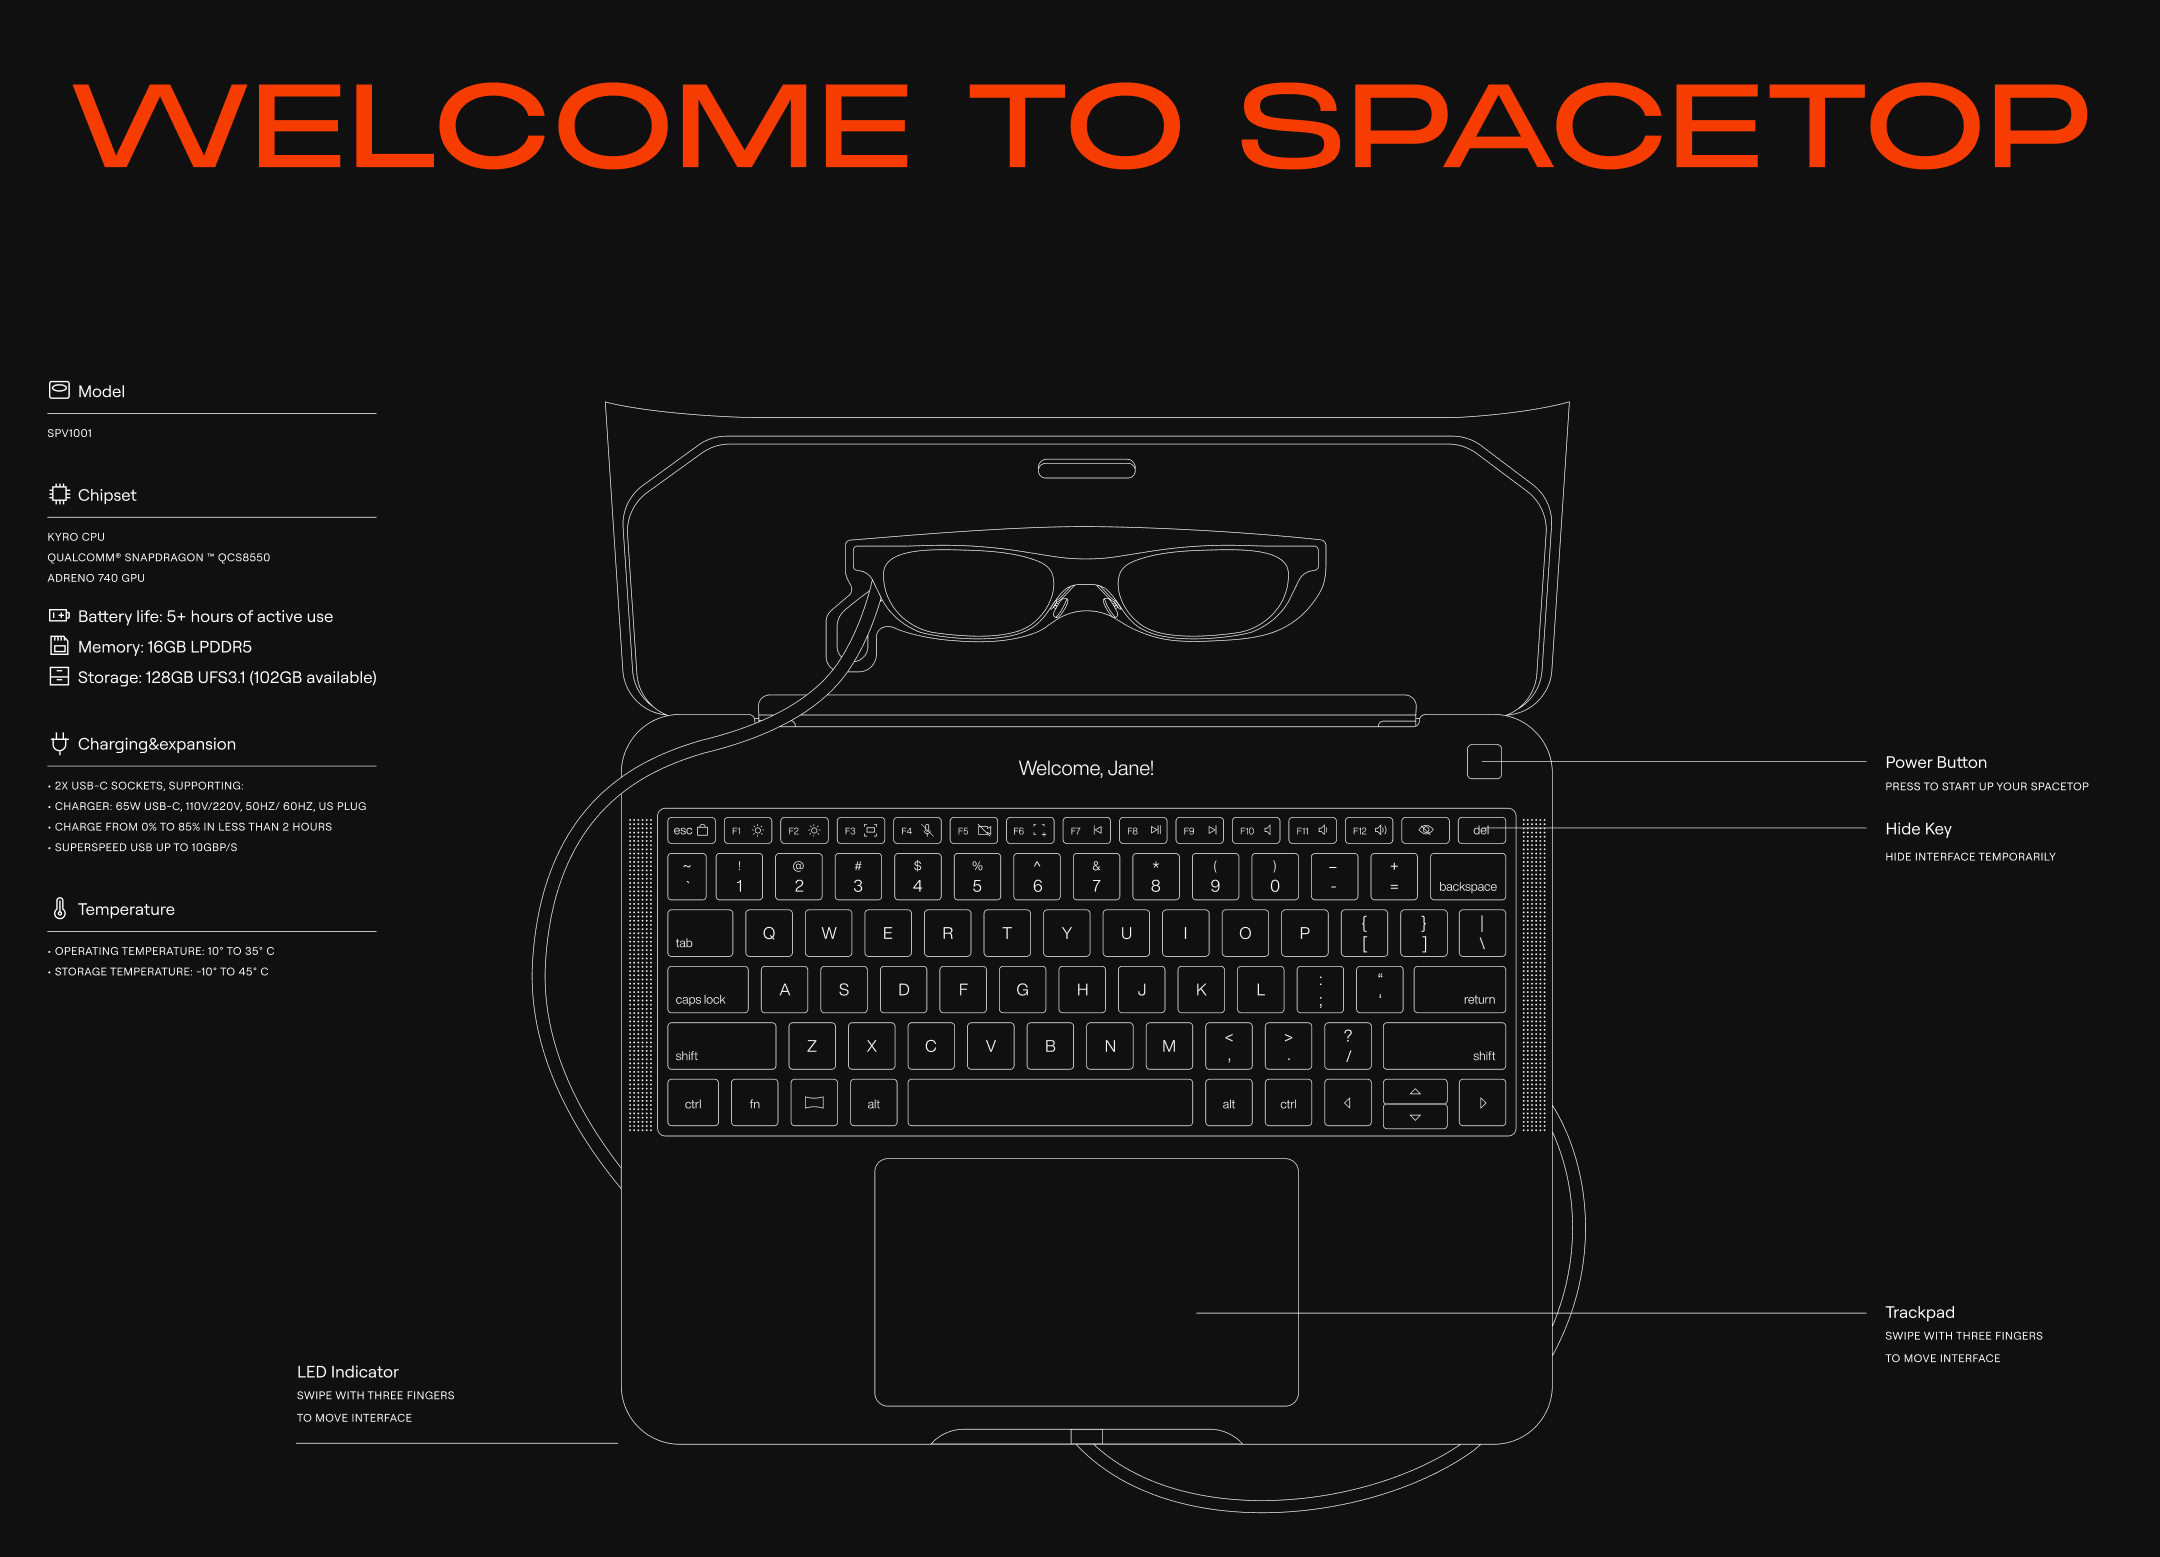 WELCOME TO SPACETOP
Model
SPV1001
Chipset
KYRO CPU
QUALCOMM® SNAPDRAGON ™ QCS8550
ADRENO 740 GPU
Battery life: 5+ hours of active use
Memory: 16GB LPDDR5
Storage: 128GB UFS3.1 (102GB available)
Charging&expansion
• 2X USB-C SOCKETS, SUPPORTING:
• CHARGER: 65W USB-C, 110V/220V, 50HZ/ 60HZ, US PLUG
• CHARGE FROM 0% TO 85% IN LESS THAN 2 HOURS
• SUPERSPEED USB UP TO 10GBP/S
Temperature
• OPERATING TEMPERATURE: 10° TO 35° C
• STORAGE TEMPERATURE: -10° TO 45° C
LED Indicator
SWIPE WITH THREE FINGERS
TO MOVE INTERFACE
Welcome, Jane!
esc F1 F2 F3 F4 F5 F6 F7 F8 F9 F10 F11 F12 del
~ ! @ # $ % ^ & * ( ) – +
` 1 2 3 4 5 6 7 8 9 0 - = backspace
tab Q W E R T Y U I O P { } |
[ ] \
caps lock A S D F G H J K L : “
; ‘ return
shift Z X C V B N M < > ?
, . / shift
ctrl fn alt alt ctrl
Power Button
PRESS TO START UP YOUR SPACETOP
Hide Key
HIDE INTERFACE TEMPORARILY
Trackpad
SWIPE WITH THREE FINGERS
TO MOVE INTERFACE